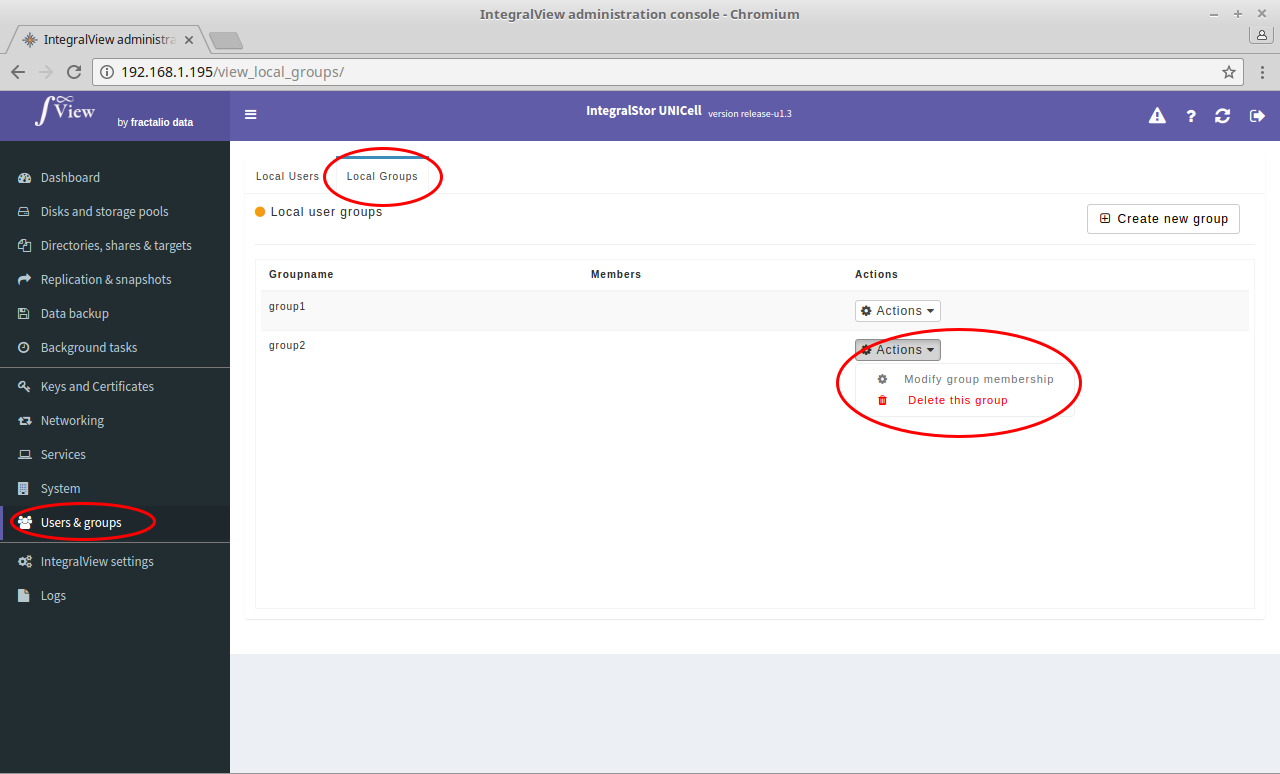 IntegralView administration console - Chromium
IntegralView administra
192.168.1.195/view_local_groups/
View by fractalio data
IntegralStor UNICell version release-u1.3
Dashboard
Disks and storage pools
Directories, shares & targets
Replication & snapshots
Data backup
Background tasks
Keys and Certificates
Networking
Services
System
Users & groups
IntegralView settings
Logs
Local Users Local Groups
Local user groups
Create new group
Groupname Members Actions
group1 Actions
group2 Actions
Modify group membership
Delete this group